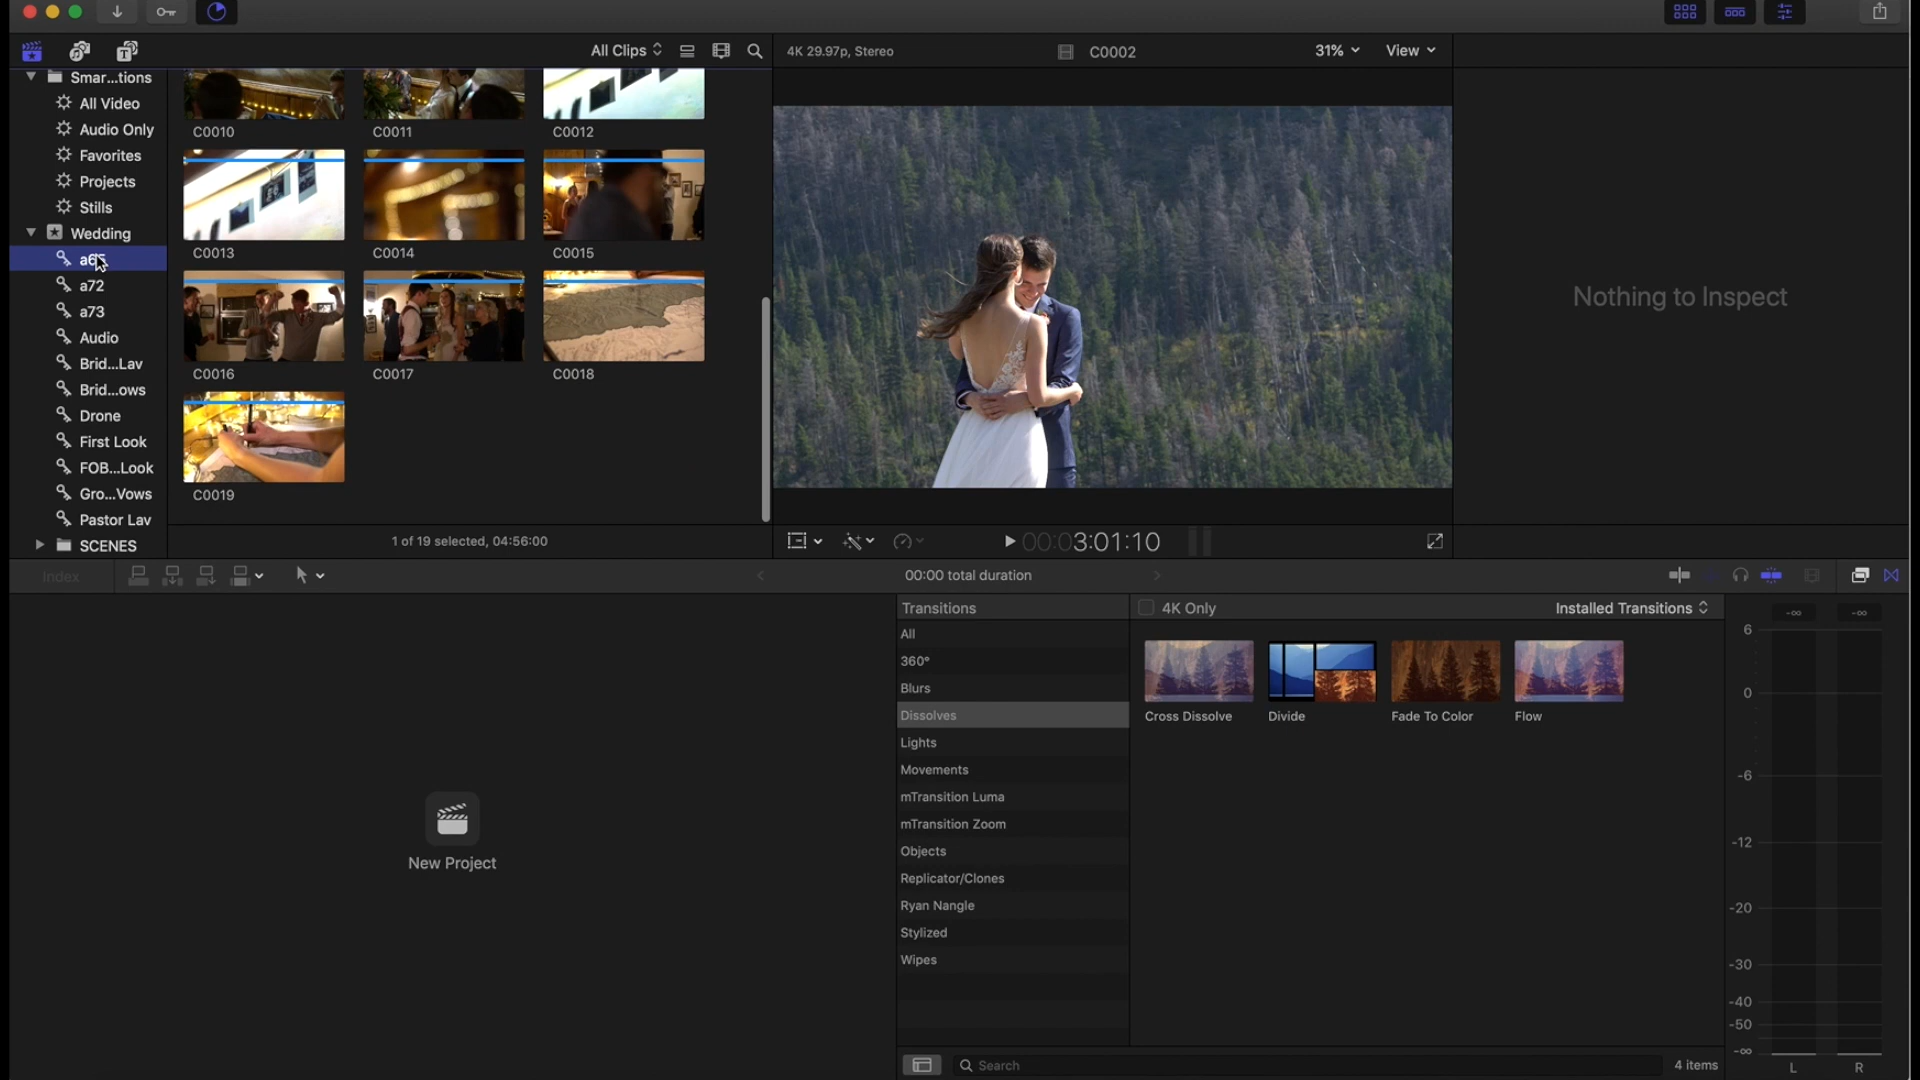 All Clips
4K 29.97p, Stereo
C0002
31%
View
Smar...tions
All Video
Audio Only
Favorites
Projects
Stills
Wedding
a72
a73
Audio
Brid...Lav
Brid...ows
Drone
First Look
FOB...Look
Gro...Vows
Pastor Lav
SCENES
C0010
C0011
C0012
C0013
C0014
C0015
C0016
C0017
C0018
C0019
1 of 19 selected, 04:56:00
00:03:01:10
Nothing to Inspect
Index
00:00 total duration
New Project
Transitions
All
360°
Blurs
Dissolves
Lights
Movements
mTransition Luma
mTransition Zoom
Objects
Replicator/Clones
Ryan Nangle
Stylized
Wipes
4K Only
Installed Transitions
Cross Dissolve
Divide
Fade To Color
Flow
Search
4 items
-∞ -∞
6
0
-6
-12
-20
-30
-40
-50
-∞
L R